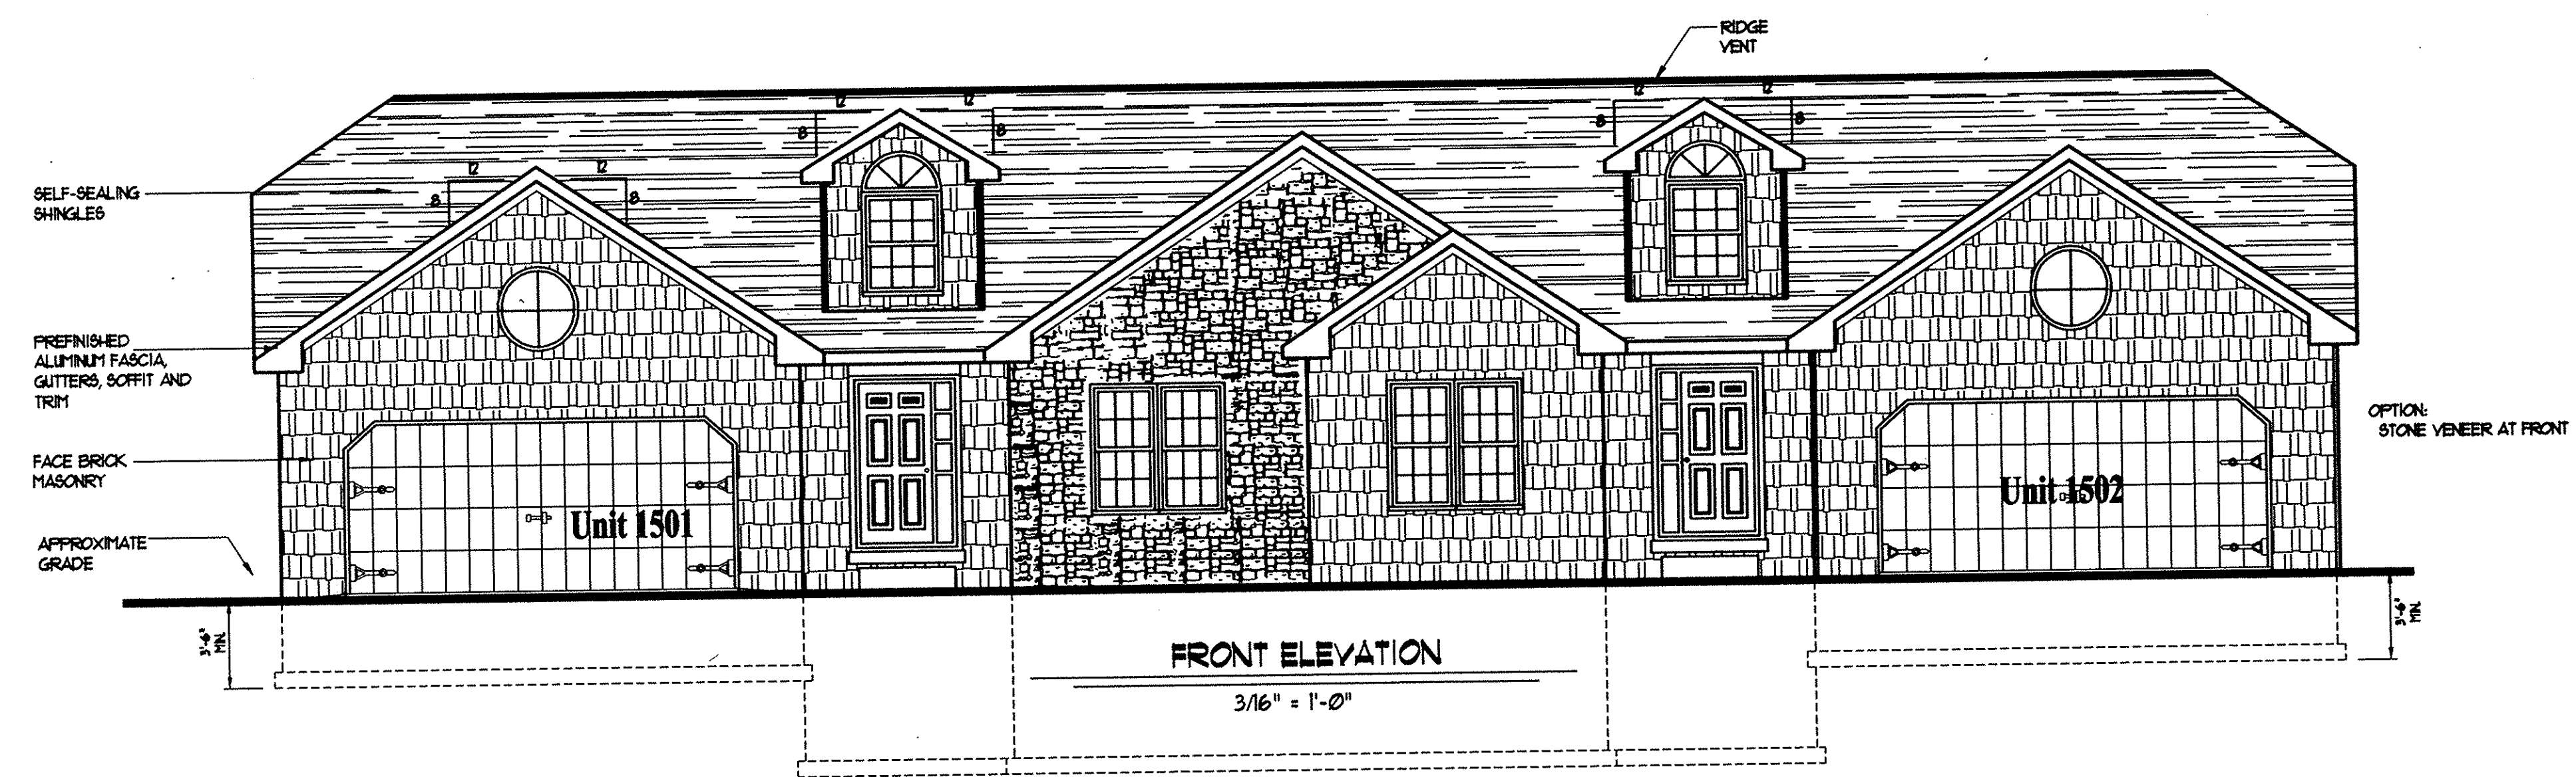 RIDGE
VENT
12 12
8 8
12 12
8 8
12 12
8 8
SELF-SEALING
SHINGLES
PREFINISHED
ALUMINUM FASCIA,
GUTTERS, SOFFIT AND
TRIM
OPTION:
STONE VENEER AT FRONT
FACE BRICK
MASONRY
Unit 1501
Unit 1502
APPROXIMATE
GRADE
3'-6"
MIN.
3'-6"
MIN.
FRONT ELEVATION
3/16" = 1'-0"